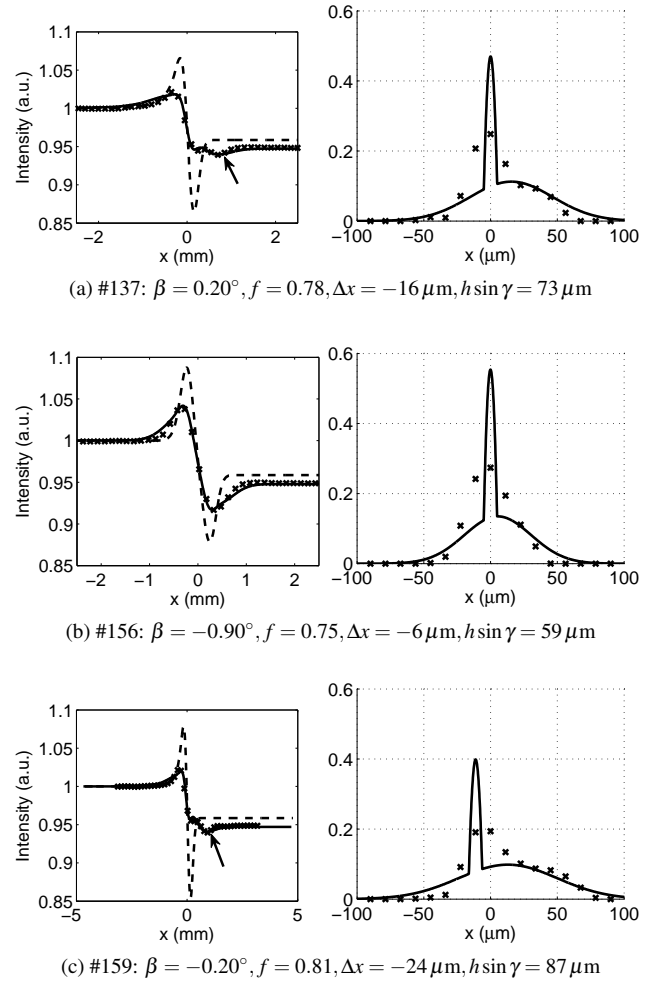 1.1
1.05
1
0.95
0.9
0.85
Intensity (a.u.)
−2 0 2
x (mm)
0.6
0.4
0.2
0
−100 −50 0 50 100
x (μm)
(a) #137: β = 0.20°, f = 0.78, Δx = −16 μm, h sin γ = 73 μm
1.1
1.05
1
0.95
0.9
0.85
Intensity (a.u.)
−2 −1 0 1 2
x (mm)
0.6
0.4
0.2
0
−100 −50 0 50 100
x (μm)
(b) #156: β = −0.90°, f = 0.75, Δx = −6 μm, h sin γ = 59 μm
1.1
1.05
1
0.95
0.9
0.85
Intensity (a.u.)
−5 0 5
x (mm)
0.6
0.4
0.2
0
−100 −50 0 50 100
x (μm)
(c) #159: β = −0.20°, f = 0.81, Δx = −24 μm, h sin γ = 87 μm